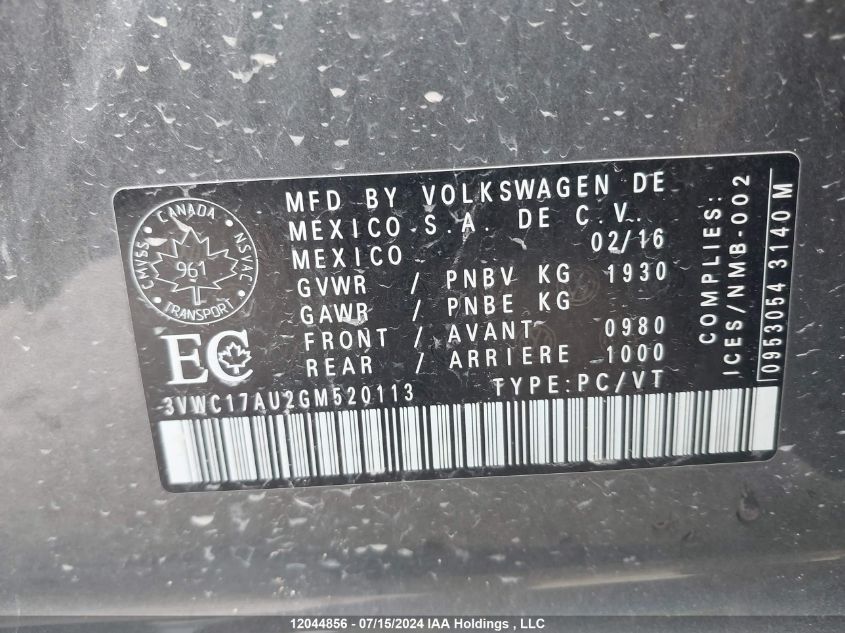 MFD BY VOLKSWAGEN DE
MEXICO S.A. DE C.V.
MEXICO 02/16
GVWR / PNBV KG 1930
GAWR / PNBE KG
FRONT / AVANT 0980
REAR / ARRIERE 1000
TYPE:PC/VT
CANADA
CMVSS NSVAC
961
TRANSPORT
EC
3VWC17AU2GM520113
COMPLIES:
ICES/NMB-002
0953054 3140 M
12044856 - 07/15/2024 IAA Holdings , LLC